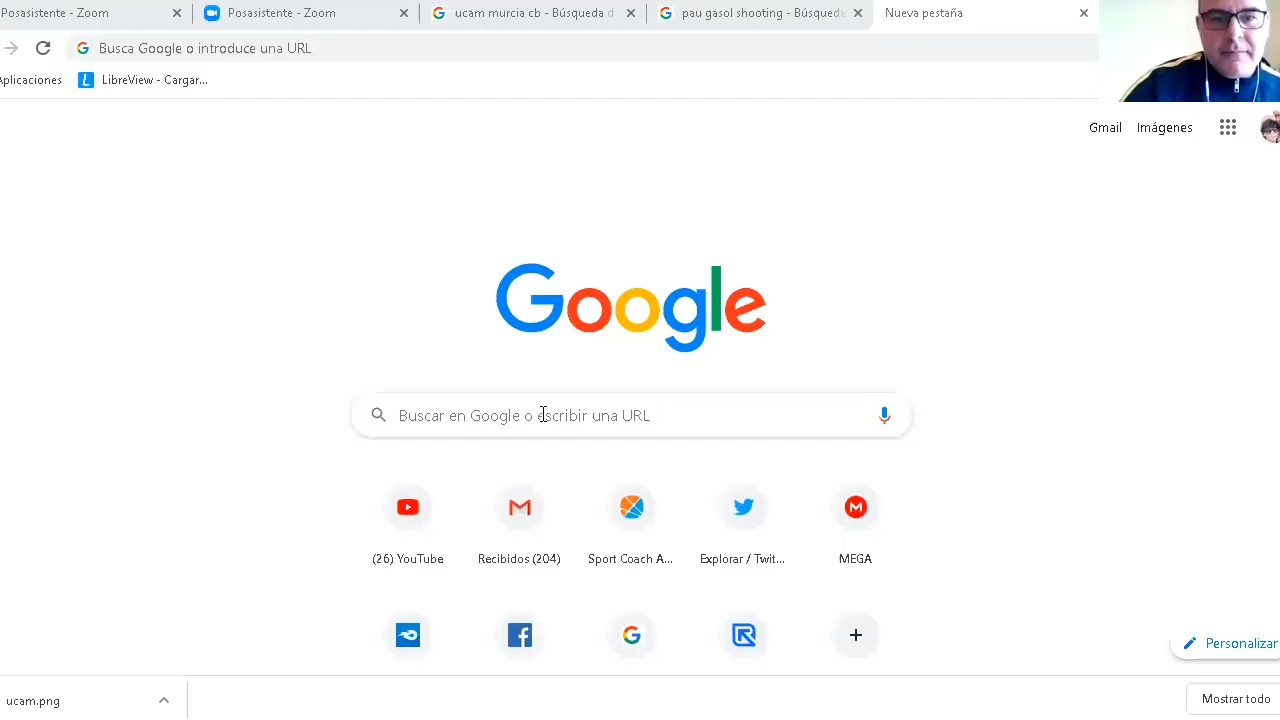 Posasistente - Zoom
Posasistente - Zoom
ucam murcia cb - Búsqueda d
pau gasol shooting - Búsqueda
Nueva pestaña
Busca Google o introduce una URL
Aplicaciones
LibreView - Cargar...
Gmail
Imágenes
Google
Buscar en Google o escribir una URL
(26) YouTube
Recibidos (204)
Sport Coach A...
Explorar / Twit...
MEGA
Personalizar
ucam.png
Mostrar todo